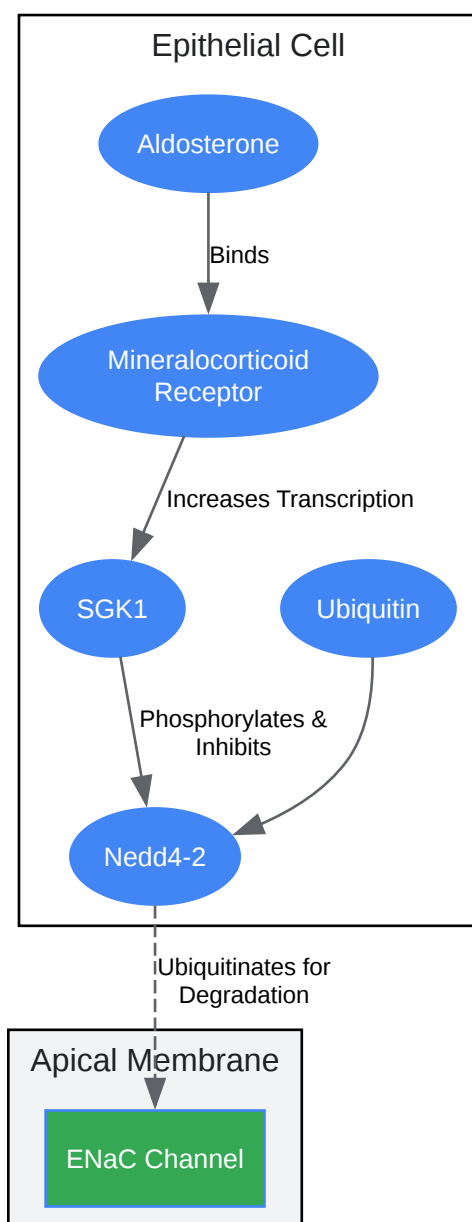 Epithelial Cell
Aldosterone
Binds
Mineralocorticoid
Receptor
Increases Transcription
SGK1
Ubiquitin
Phosphorylates &
Inhibits
Nedd4-2
Ubiquitinates for
Degradation
Apical Membrane
ENaC Channel